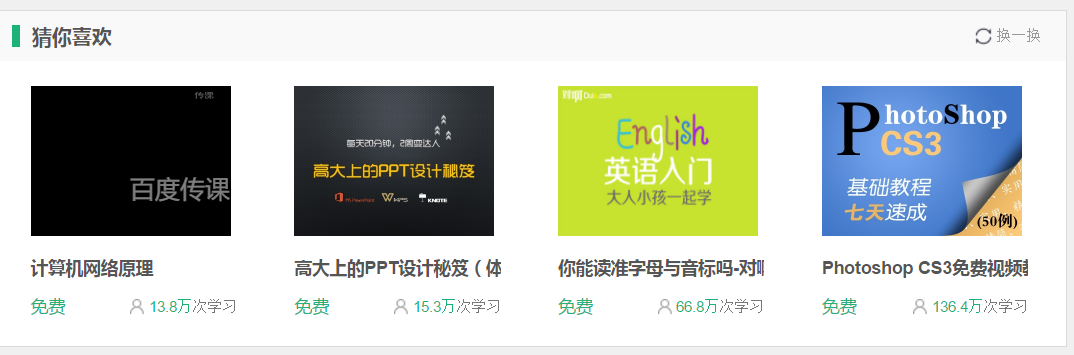 猜你喜欢
换一换
传课
百度传课
每天20分钟，2周变达人
高大上的PPT设计秘笈
MS PowerPoint
WPS
KNOTE
English
英语入门
大人小孩一起学
PhotoShop
CS3
基础教程
七天速成
(50例)
计算机网络原理
高大上的PPT设计秘笈（体
你能读准字母与音标吗-对
Photoshop CS3免费视频
免费
13.8万次学习
免费
15.3万次学习
免费
66.8万次学习
免费
136.4万次学习